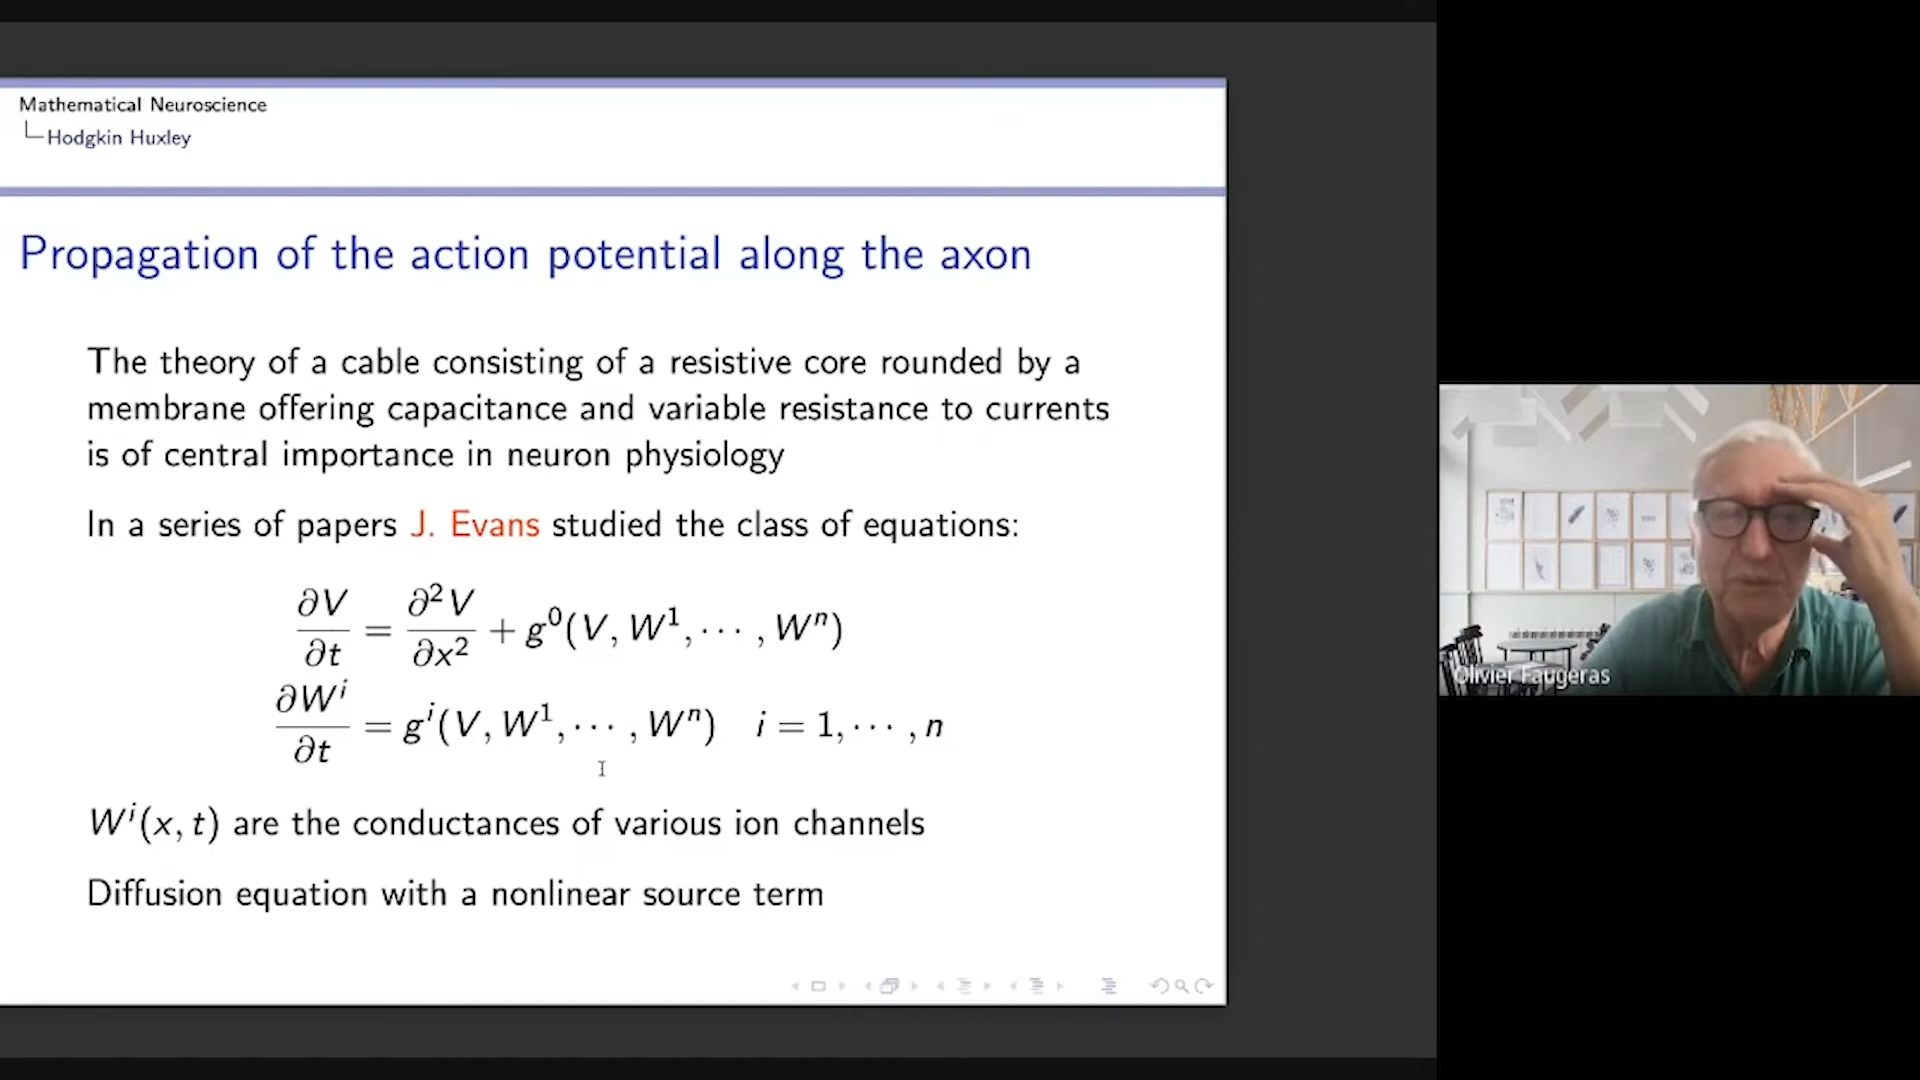 Mathematical Neuroscience
Hodgkin Huxley
Propagation of the action potential along the axon
The theory of a cable consisting of a resistive core rounded by a
membrane offering capacitance and variable resistance to currents
is of central importance in neuron physiology
In a series of papers J. Evans studied the class of equations:
∂V/∂t = ∂²V/∂x² + g⁰(V, W¹, ⋯ , Wⁿ)
∂Wⁱ/∂t = gⁱ(V, W¹, ⋯ , Wⁿ) i = 1, ⋯ , n
Wⁱ(x, t) are the conductances of various ion channels
Diffusion equation with a nonlinear source term
Olivier Faugeras